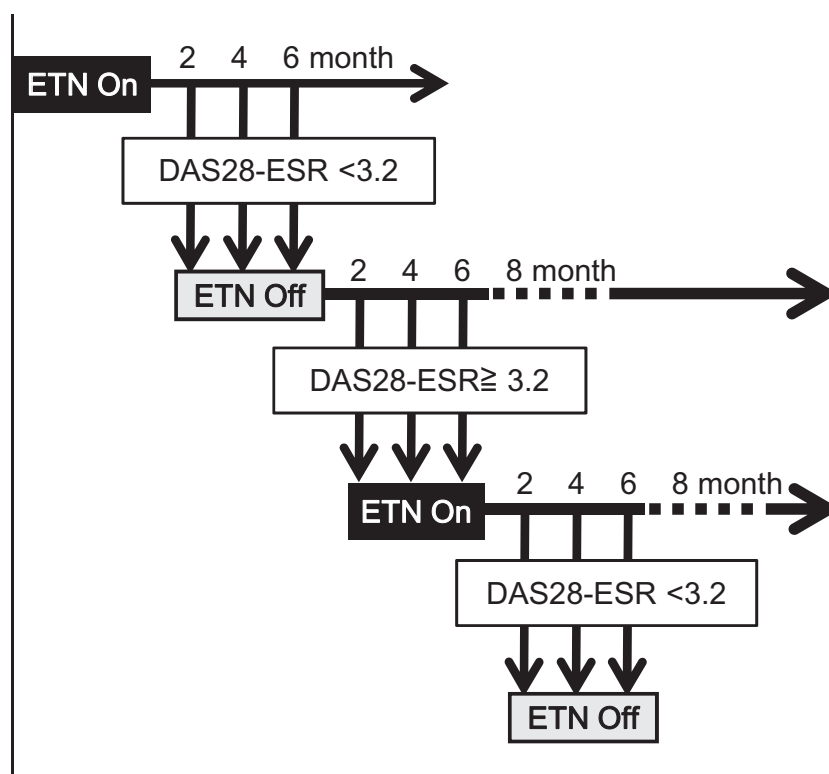 2 4 6 month
ETN On
DAS28-ESR <3.2
2 4 6 8 month
ETN Off
DAS28-ESR≧ 3.2
2 4 6 8 month
ETN On
DAS28-ESR <3.2
ETN Off